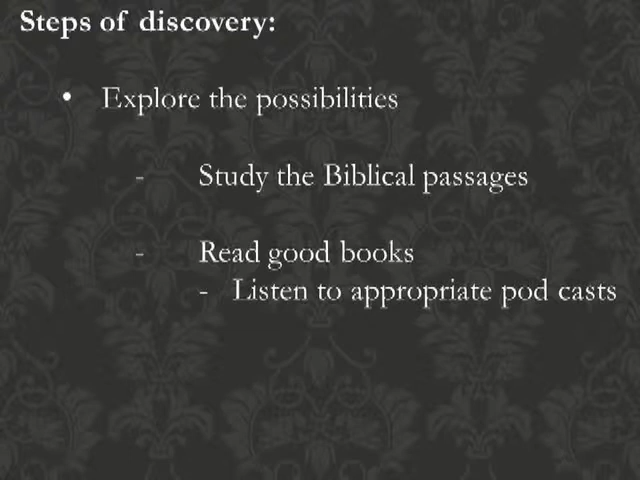 Steps of discovery:
• Explore the possibilities
- Study the Biblical passages
- Read good books
- Listen to appropriate pod casts